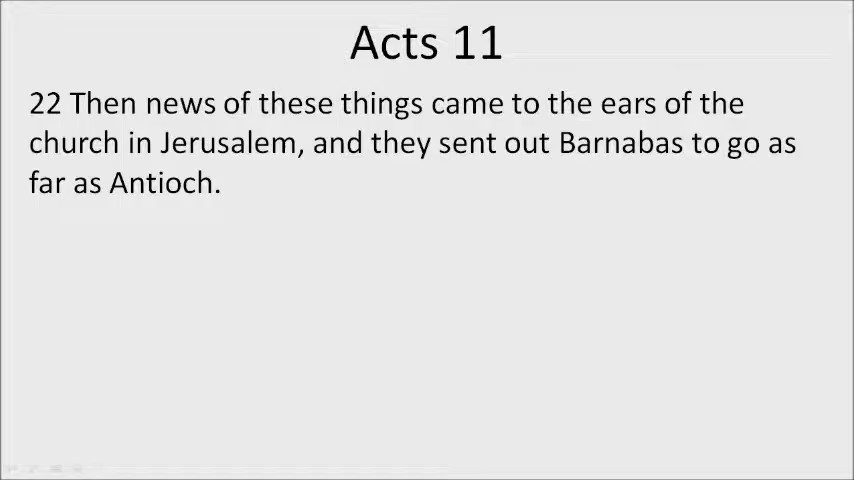 Acts 11
22 Then news of these things came to the ears of the
church in Jerusalem, and they sent out Barnabas to go as
far as Antioch.